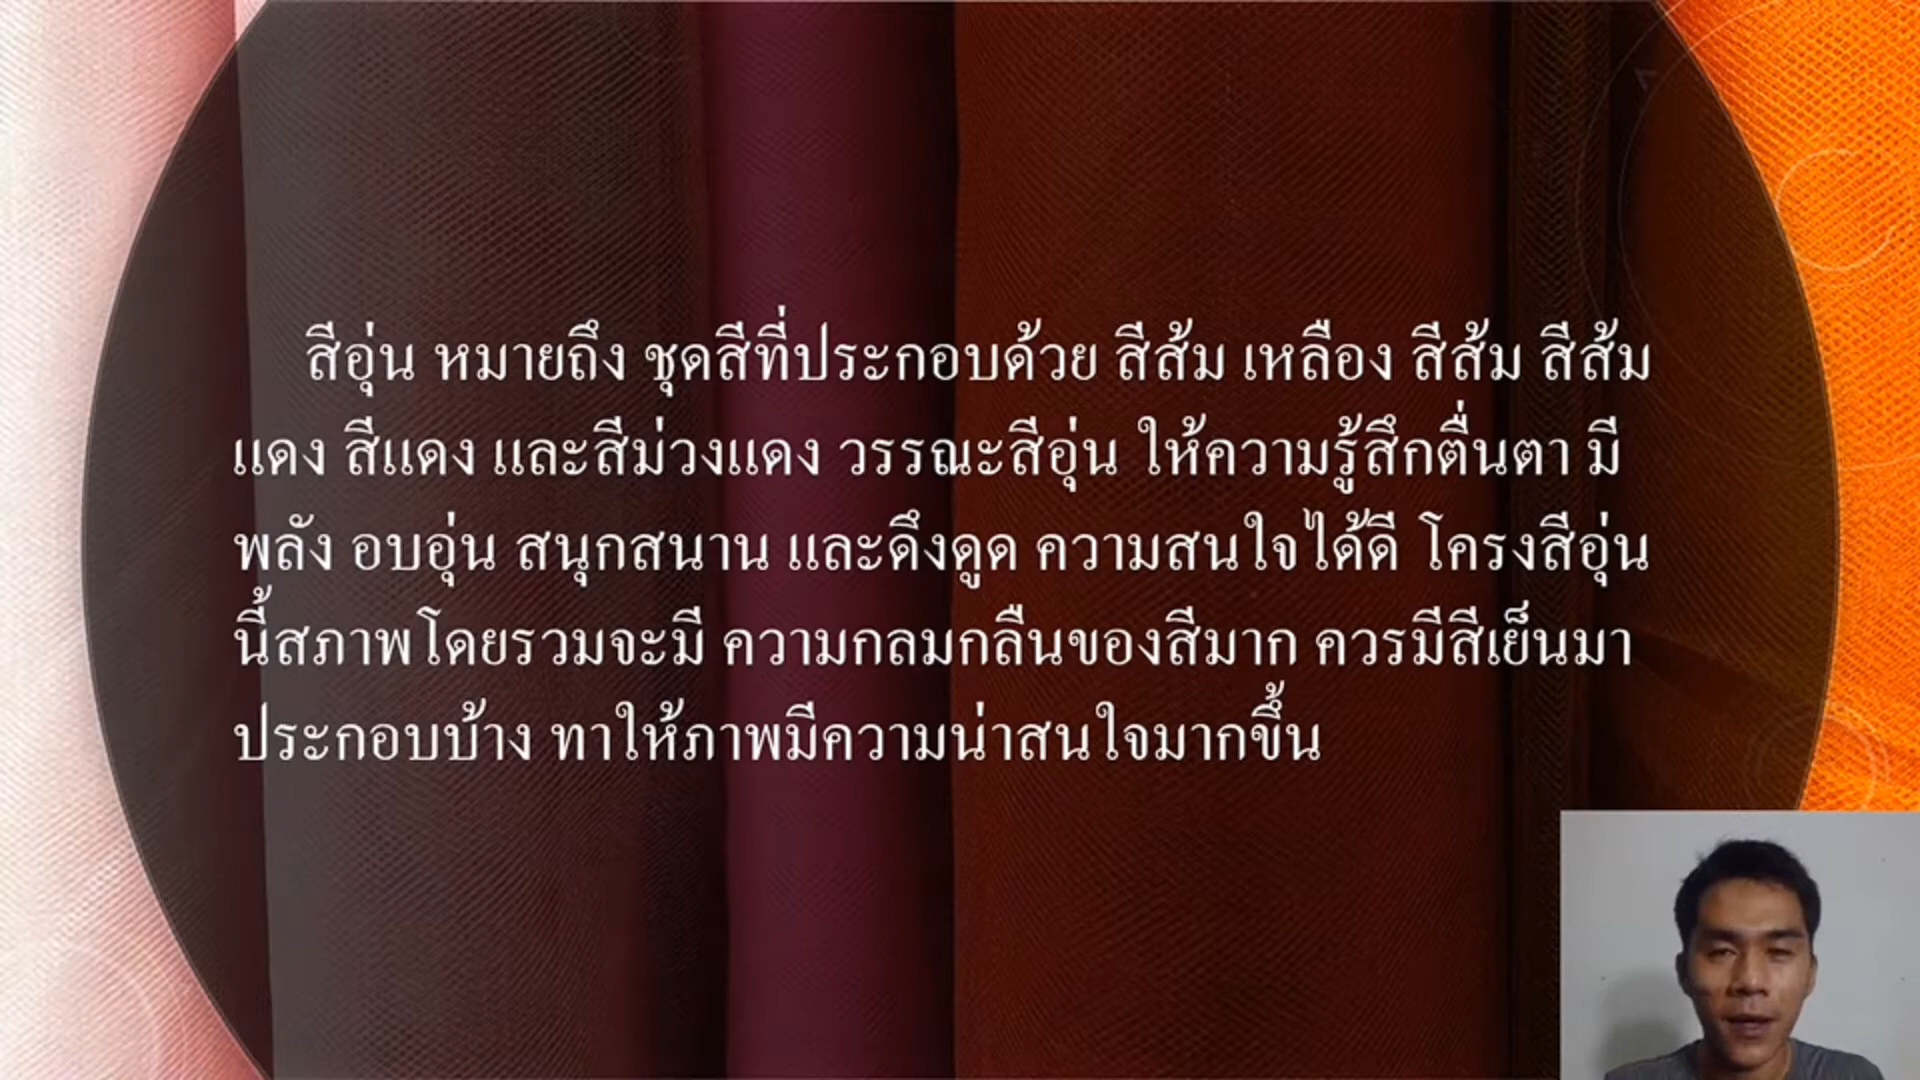 สีอุ่น หมายถึง ชุดสีที่ประกอบด้วย สีส้ม เหลือง สีส้ม สีส้ม
แดง สีแดง และสีม่วงแดง วรรณะสีอุ่น ให้ความรู้สึกตื่นตา มี
พลัง อบอุ่น สนุกสนาน และดึงดูด ความสนใจได้ดี โครงสีอุ่น
นี้สภาพโดยรวมจะมี ความกลมกลืนของสีมาก ควรมีสีเย็นมา
ประกอบบ้าง ทาให้ภาพมีความน่าสนใจมากขึ้น